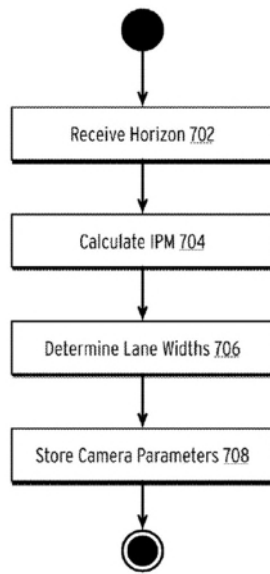 Receive Horizon 702
Calculate IPM 704
Determine Lane Widths 706
Store Camera Parameters 708